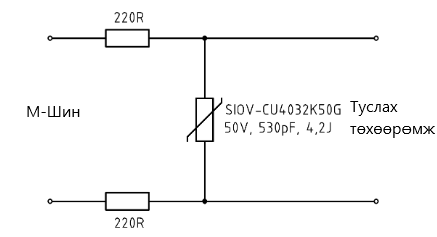 220R
М-Шин
SIOV-CU4032K50G
50V, 530pF, 4,2J
Туслах
төхөөрөмж
220R